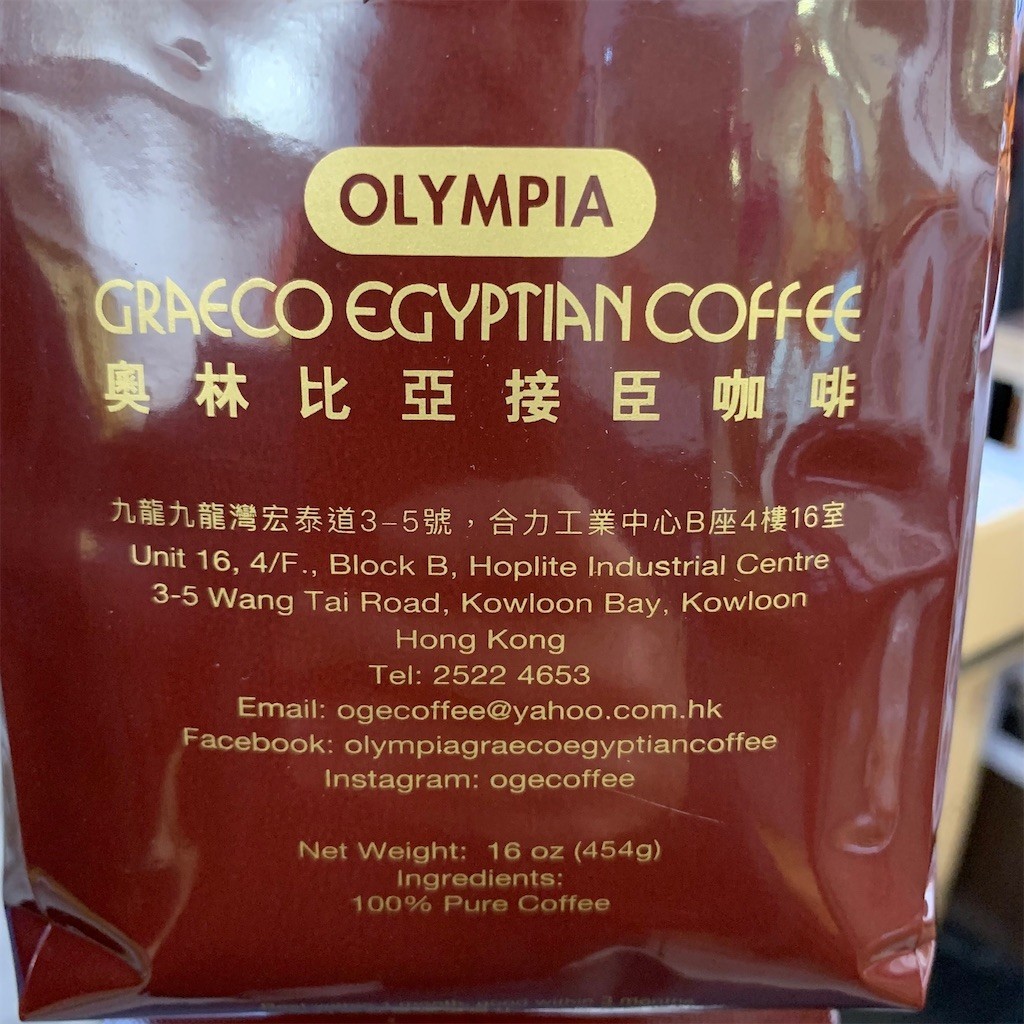 OLYMPIA
GRAECO EGYPTIAN COFFEE
奧林比亞接臣咖啡
九龍九龍灣宏泰道3-5號，合力工業中心B座4樓16室
Unit 16, 4/F., Block B, Hoplite Industrial Centre
3-5 Wang Tai Road, Kowloon Bay, Kowloon
Hong Kong
Tel: 2522 4653
Email: ogecoffee@yahoo.com.hk
Facebook: olympiagraecoegyptiancoffee
Instagram: ogecoffee
Net Weight: 16 oz (454g)
Ingredients:
100% Pure Coffee
within 3 months